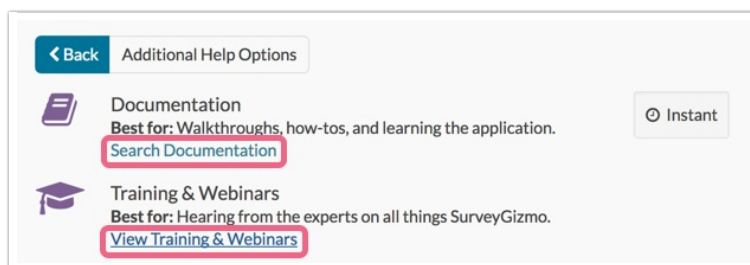 Back Additional Help Options
Documentation
Best for: Walkthroughs, how-tos, and learning the application.
Instant
Search Documentation
Training & Webinars
Best for: Hearing from the experts on all things SurveyGizmo.
View Training & Webinars